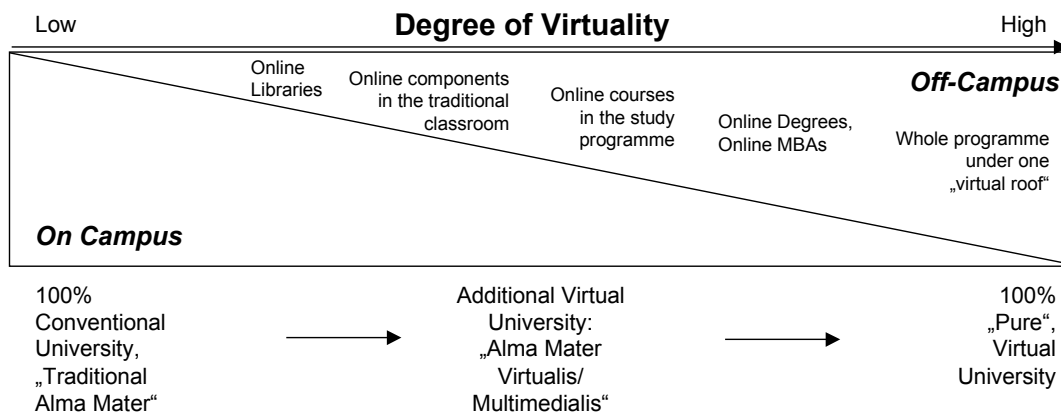 Low
Degree of Virtuality
High
Online
Libraries
Online components
in the traditional
classroom
Online courses
in the study
programme
Online Degrees,
Online MBAs
Off-Campus
Whole programme
under one
„virtual roof“
On Campus
100%
Conventional
University,
„Traditional
Alma Mater“
Additional Virtual
University:
„Alma Mater
Virtualis/
Multimedialis“
100%
„Pure“,
Virtual
University